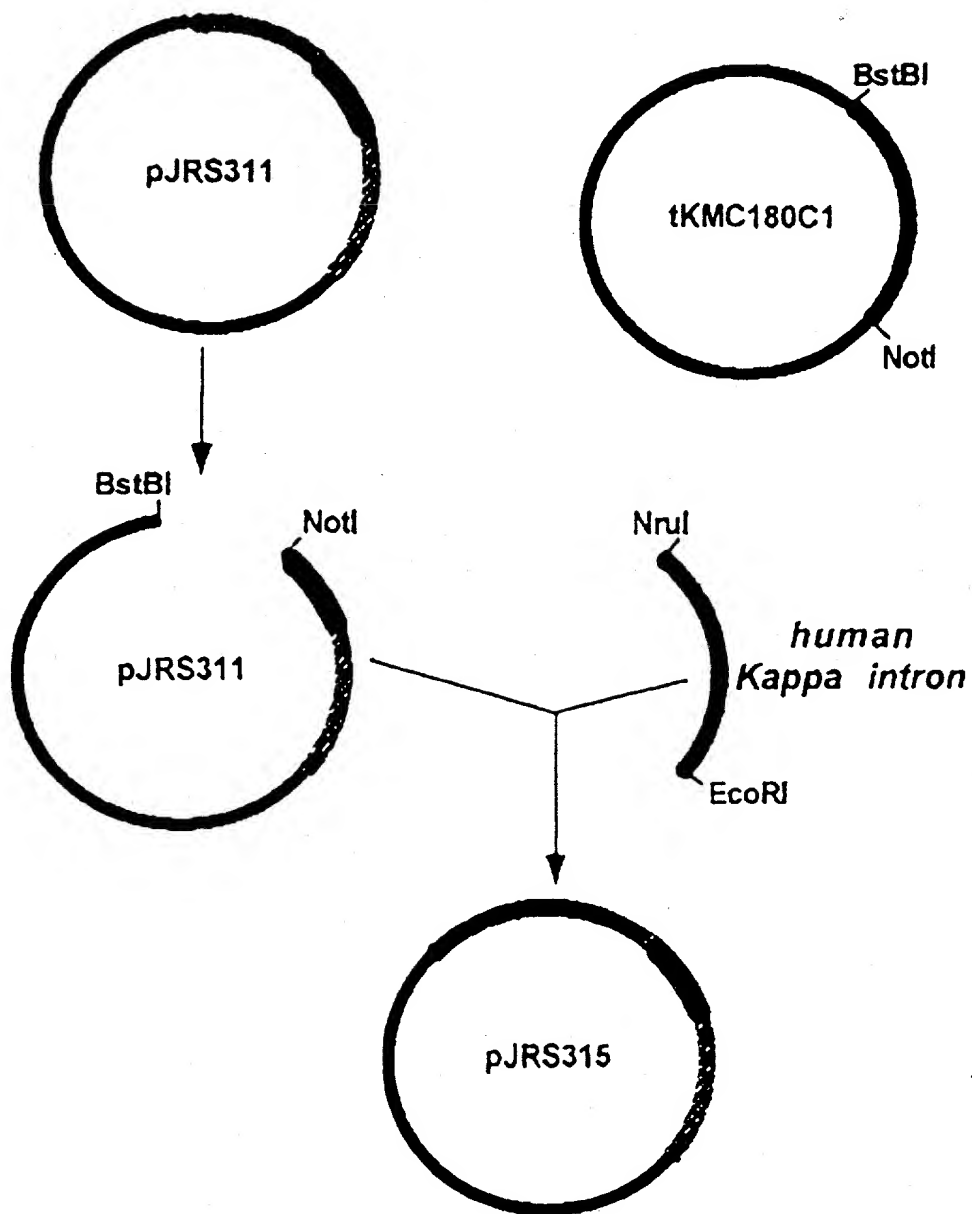 pJRS311
BstBI
tKMC180C1
NotI
BstBI
NotI
NruI
pJRS311
human
Kappa intron
EcoRI
pJRS315